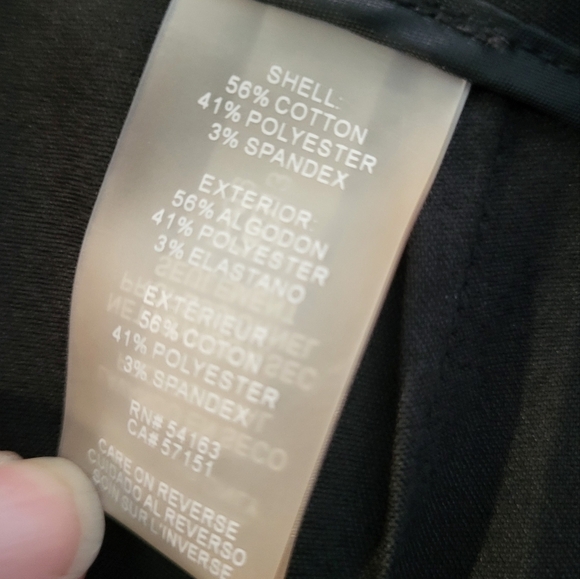 SHELL:
56% COTTON
41% POLYESTER
3% SPANDEX
EXTERIOR:
56% ALGODON
41% POLYESTER
3% ELASTANO
EXTÉRIEUR
56% COTON
41% POLYESTER
3% SPANDEX
RN# 54163
CA# 57151
CARE ON REVERSE
CUIDADO AL REVERSO
SOIN SUR L'INVERSE